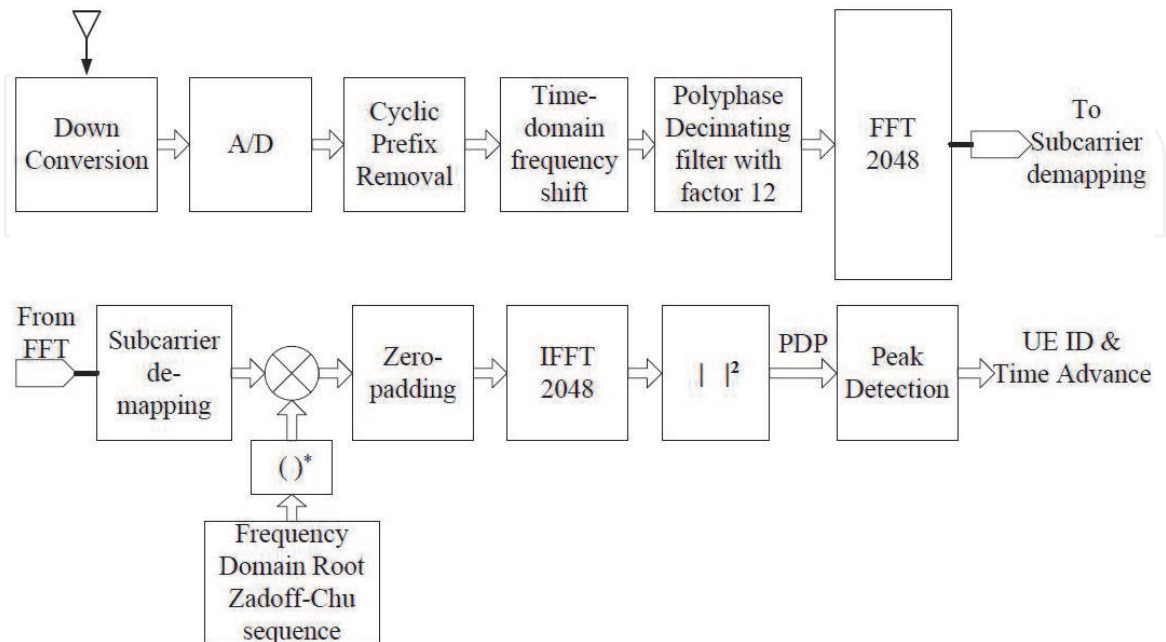 Down
Conversion
A/D
Cyclic
Prefix
Removal
Time-
domain
frequency
shift
Polyphase
Decimating
filter with
factor 12
FFT
2048
To
Subcarrier
demapping
From
FFT
Subcarrier
de-
mapping
Zero-
padding
IFFT
2048
| |²
PDP
Peak
Detection
UE ID &
Time Advance
( )*
Frequency
Domain Root
Zadoff-Chu
sequence